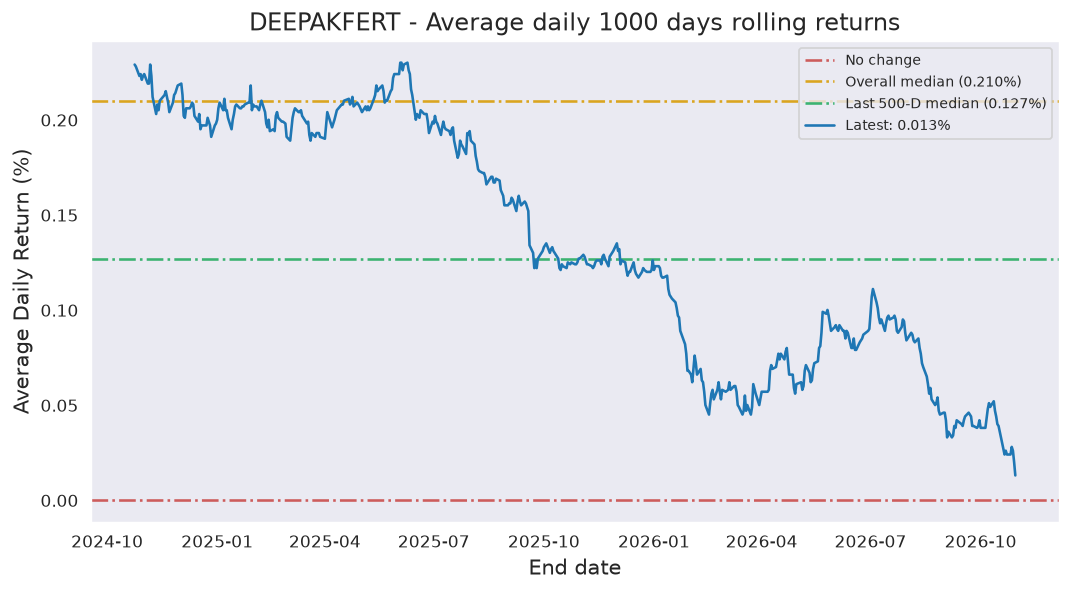 DEEPAKFERT - Average daily 1000 days rolling returns
No change
Overall median (0.210%)
Last 500-D median (0.127%)
Latest: 0.013%
Average Daily Return (%)
0.20
0.15
0.10
0.05
0.00
2024-10 2025-01 2025-04 2025-07 2025-10 2026-01 2026-04 2026-07 2026-10
End date